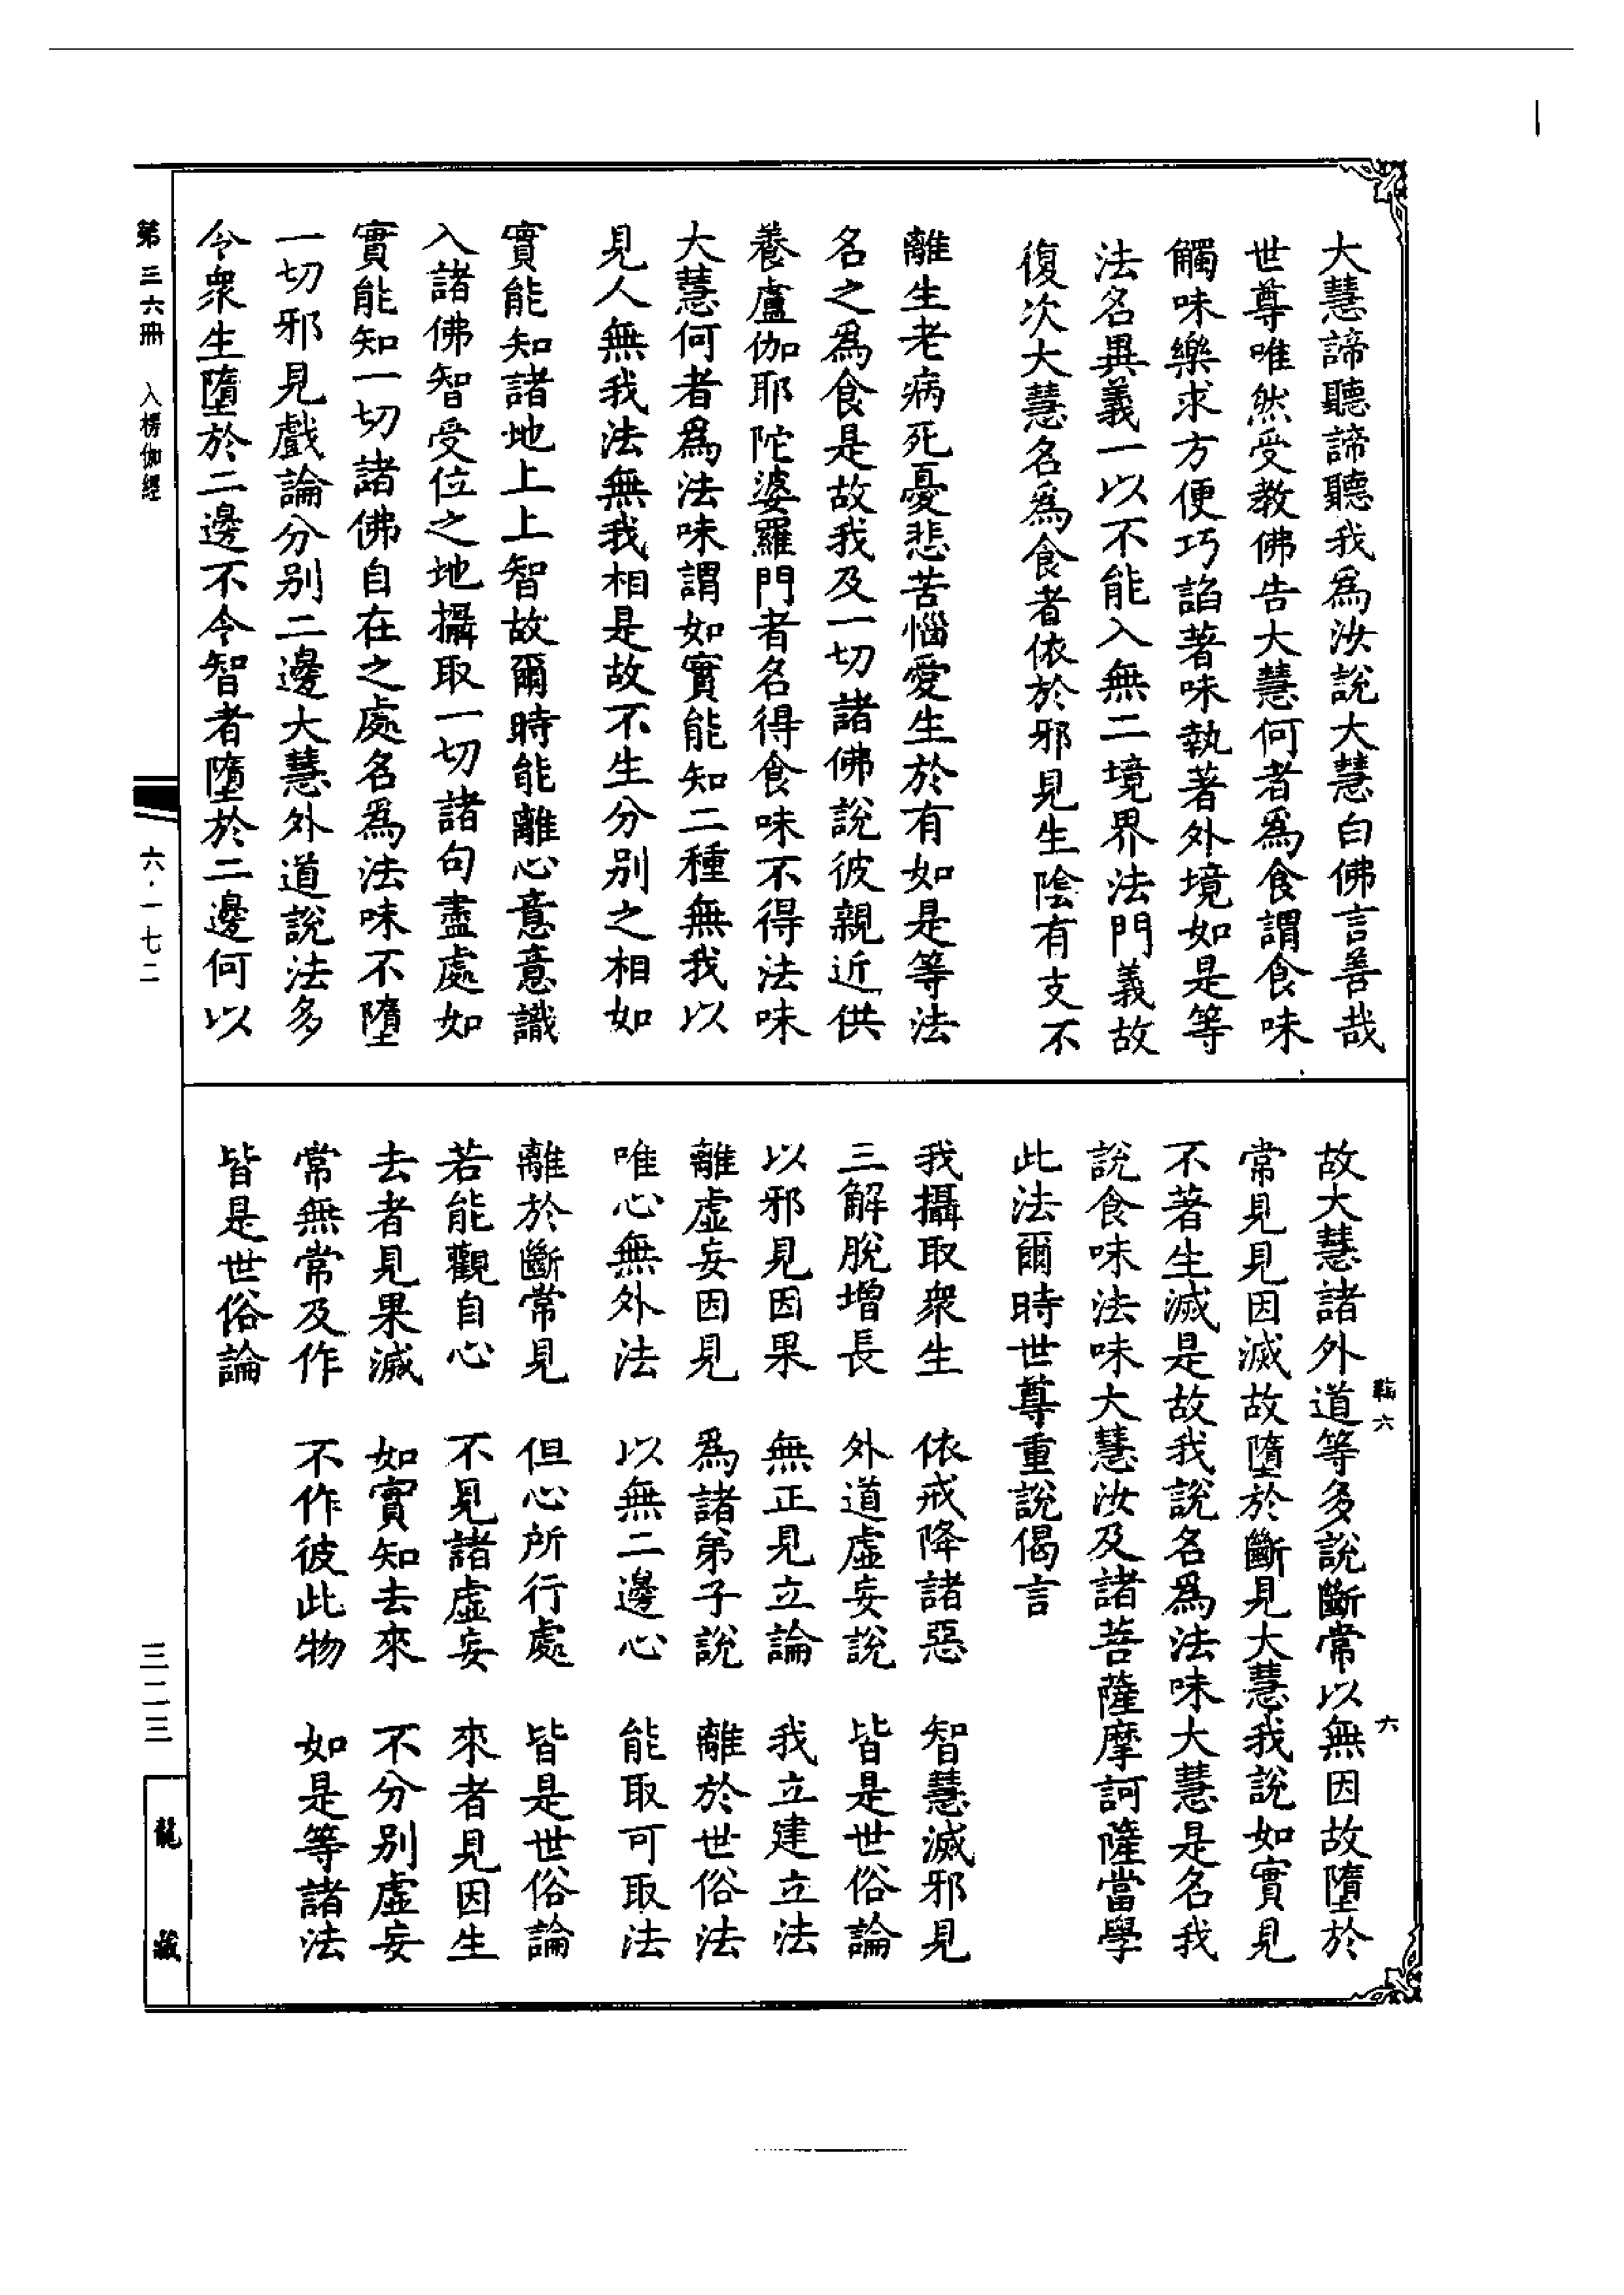 大慧諦聽諦聽我爲汝說大慧白佛言善哉
世尊唯然受教佛告大慧何者爲食謂食味
觸味樂求方便巧諂著味執著外境如是等
法名異義一以不能入無二境界法門義故
復次大慧名爲食者依於邪見生陰有支不
離生老病死憂悲苦惱愛生於有如是等法
名之爲食是故我及一切諸佛說彼親近供
養盧伽耶陀婆羅門者名得食味不得法味
大慧何者爲法味謂如實能知二種無我以
見人無我法無我相是故不生分別之相如
實能知諸地上上智故爾時能離心意意識
入諸佛智受位之地攝取一切諸句盡處如
實能知一切諸佛自在之處名爲法味不墮
一切邪見戲論分別二邊大慧外道說法多
令衆生墮於二邊不令智者墮於二邊何以
故大慧諸外道等多說斷常以無因故墮於
常見見因滅故墮於斷見大慧我說如實見
不著生滅是故我說名爲法味大慧是名我
說食味法味大慧汝及諸菩薩摩訶薩當學
此法爾時世尊重說偈言
我攝取衆生 依戒降諸惡 智慧滅邪見
三解脫增長 外道虛妄說 皆是世俗論
以邪見因果 無正見立論 我立建立法
離虛妄因見 爲諸弟子說 離於世俗法
唯心無外法 以無二邊心 能取可取法
離於斷常見 但心所行處 皆是世俗論
若能觀自心 不見諸虛妄 來者見因生
去者見果滅 如實知去來 不分別虛妄
常無常及作 不作彼此物 如是等諸法
皆是世俗論
六
六
第三六冊 入楞伽經
六·一七二
三二三
龍藏